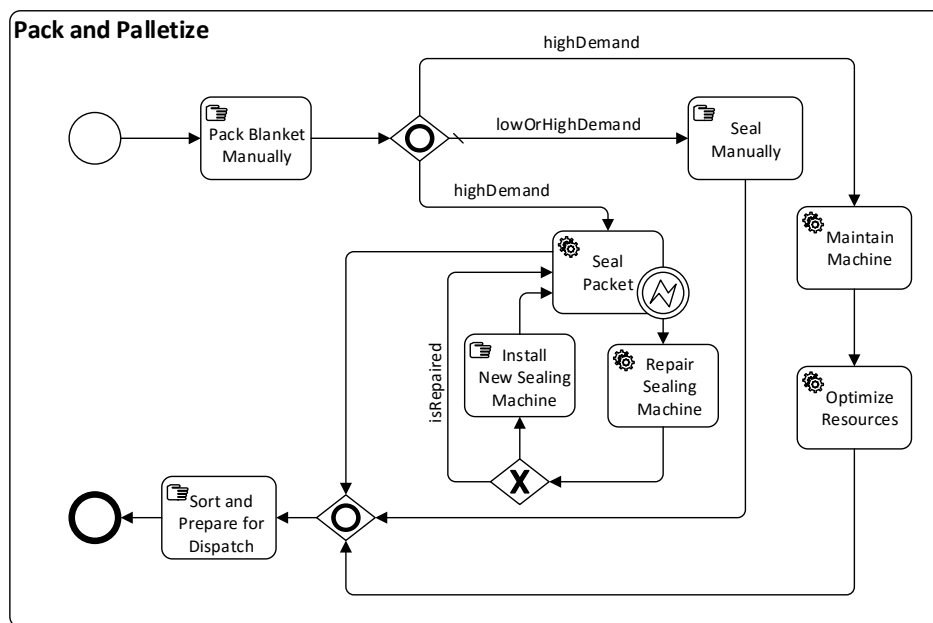 Pack and Palletize
highDemand
Pack Blanket
Manually
lowOrHighDemand
Seal
Manually
highDemand
Seal
Packet
Maintain
Machine
isRepaired
Install
New Sealing
Machine
Repair
Sealing
Machine
Optimize
Resources
X
Sort and
Prepare for
Dispatch